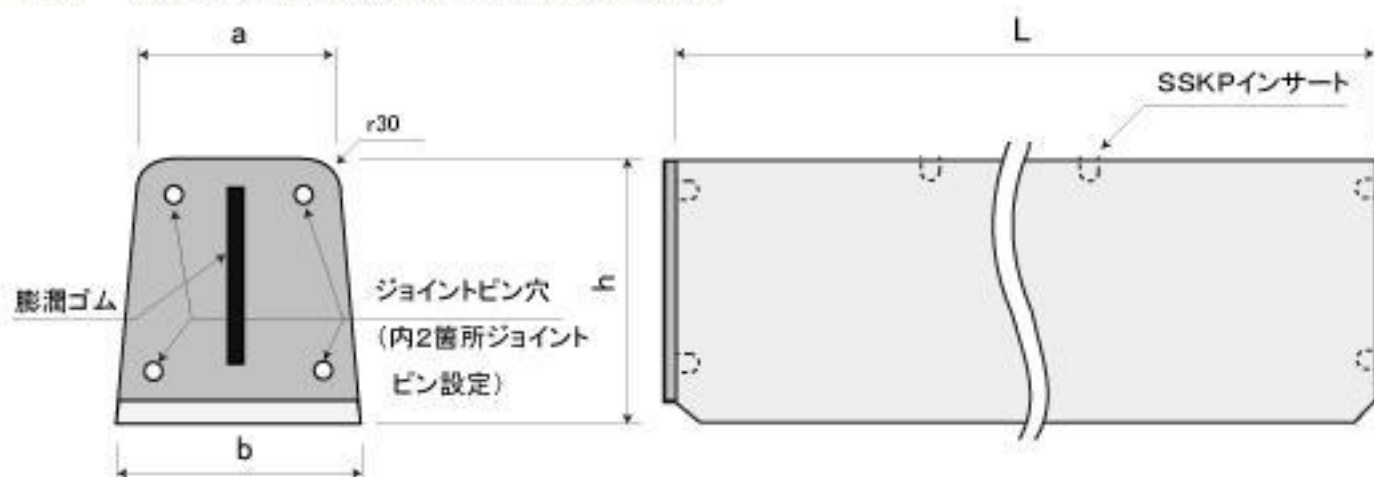 a
L
SSKPインサート
r30
h
膨潤ゴム
ジョイントピン穴
(内2箇所ジョイント
ピン設定)
b